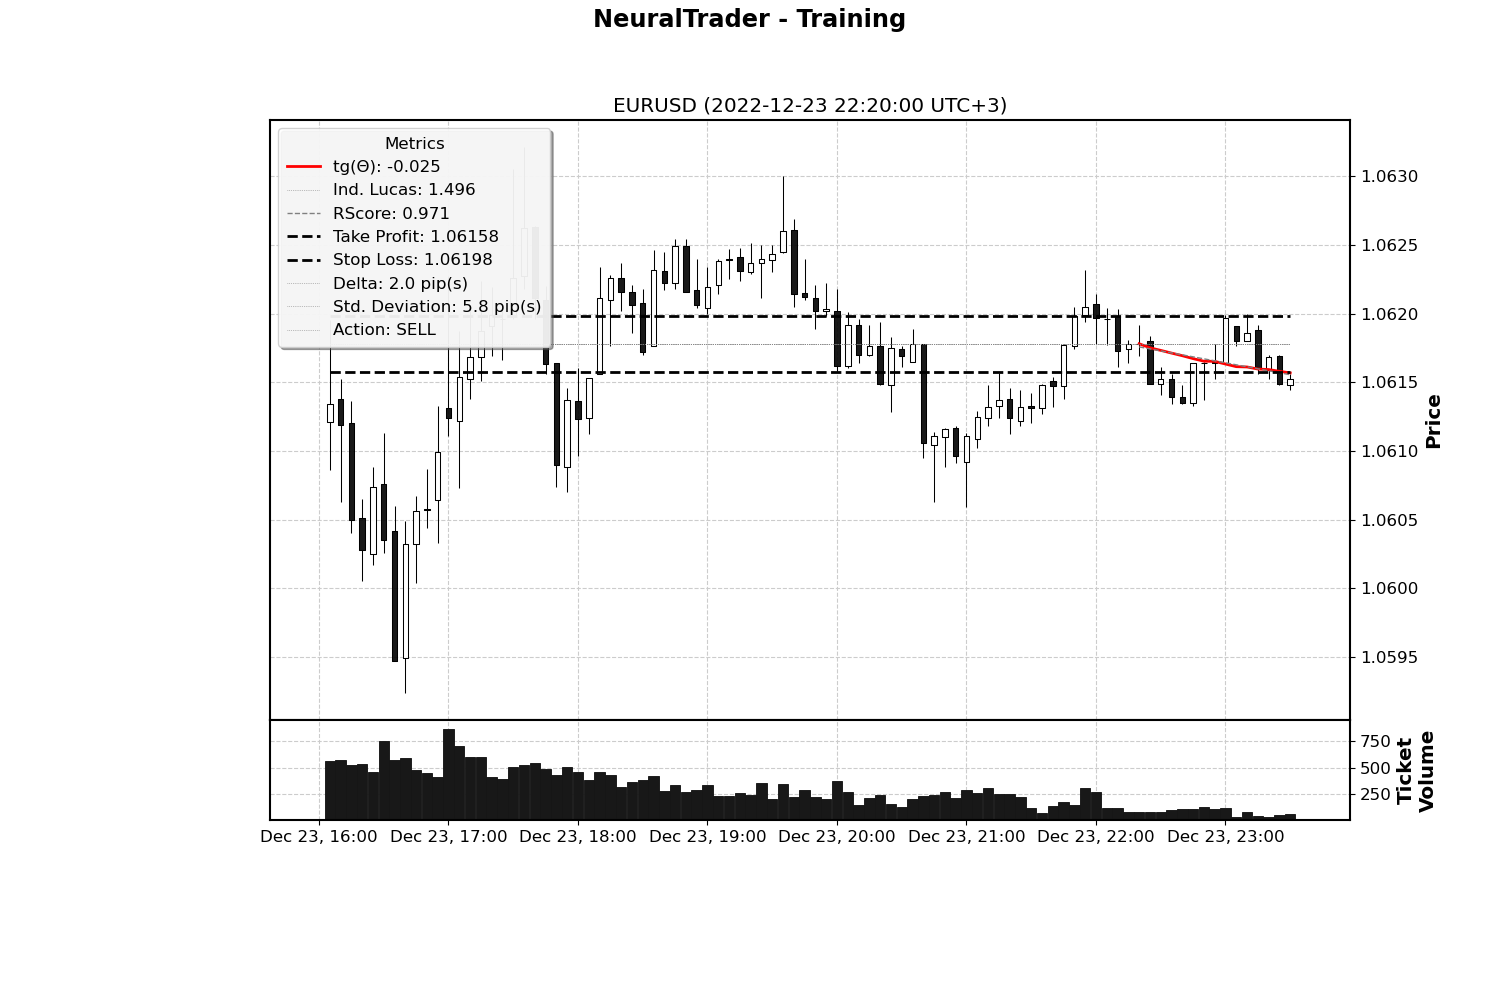 NeuralTrader - Training
EURUSD (2022-12-23 22:20:00 UTC+3)
Metrics
tg(Θ): -0.025
Ind. Lucas: 1.496
RScore: 0.971
Take Profit: 1.06158
Stop Loss: 1.06198
Delta: 2.0 pip(s)
Std. Deviation: 5.8 pip(s)
Action: SELL
1.0630
1.0625
1.0620
1.0615
1.0610
1.0605
1.0600
1.0595
Price
750
500
250
Ticket
Volume
Dec 23, 16:00 Dec 23, 17:00 Dec 23, 18:00 Dec 23, 19:00 Dec 23, 20:00 Dec 23, 21:00 Dec 23, 22:00 Dec 23, 23:00